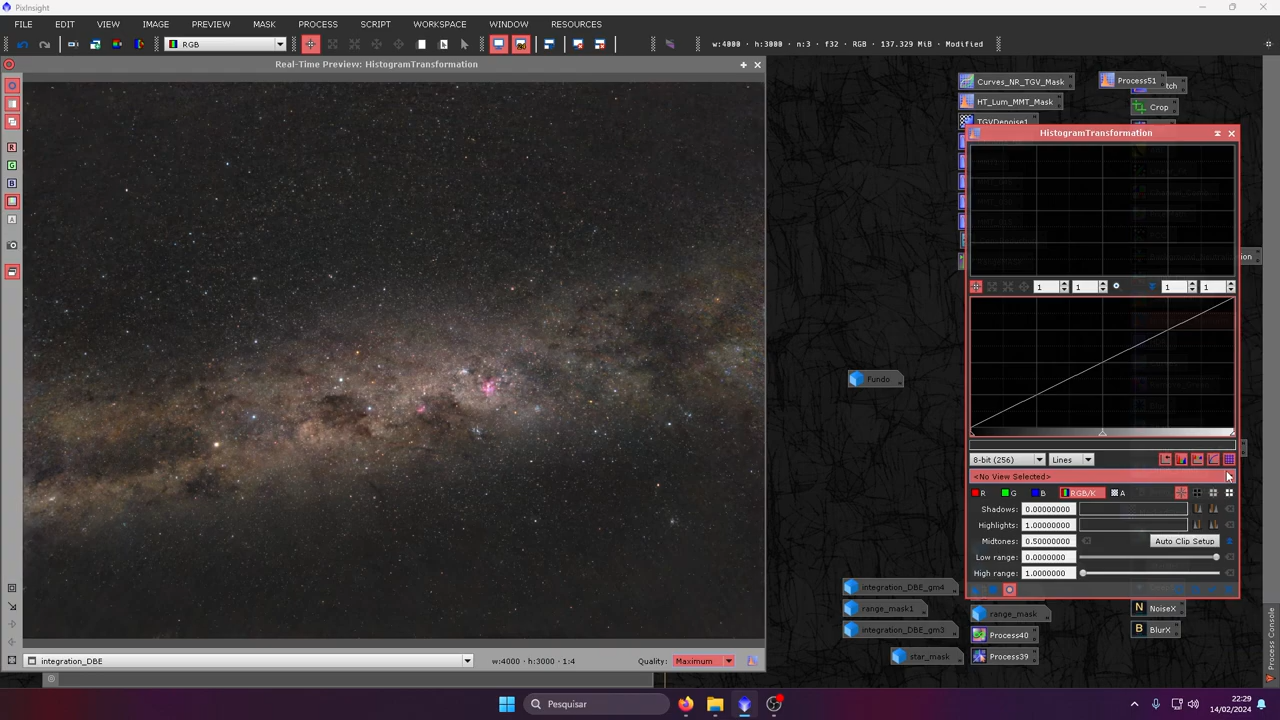 PixInsight
FILE EDIT VIEW IMAGE PREVIEW MASK PROCESS SCRIPT WORKSPACE WINDOW RESOURCES
RGB
w:4000 · h:3000 · n:3 · f32 · RGB · 137.329 MiB · Modified
Real-Time Preview: HistogramTransformation
R
G
B
A
integration_DBE
w:4000 · h:3000 · 1:4
Quality: Maximum
Curves_NR_TGV_Mask
Process51
HT_Lum_MMT_Mask
Crop
TGVDenoise1
HistogramTransformation
1 1 1 1
8-bit (256) Lines
<No View Selected>
R G B RGB/K A
Shadows: 0.00000000
Highlights: 1.00000000
Midtones: 0.50000000 Auto Clip Setup
Low range: 0.0000000
High range: 1.0000000
Fundo
integration_DBE_gm4
range_mask1
integration_DBE_gm3
star_mask
range_mask
Process40
Process39
NoiseX
BlurX
Process Console
Pesquisar
22:29
14/02/2024